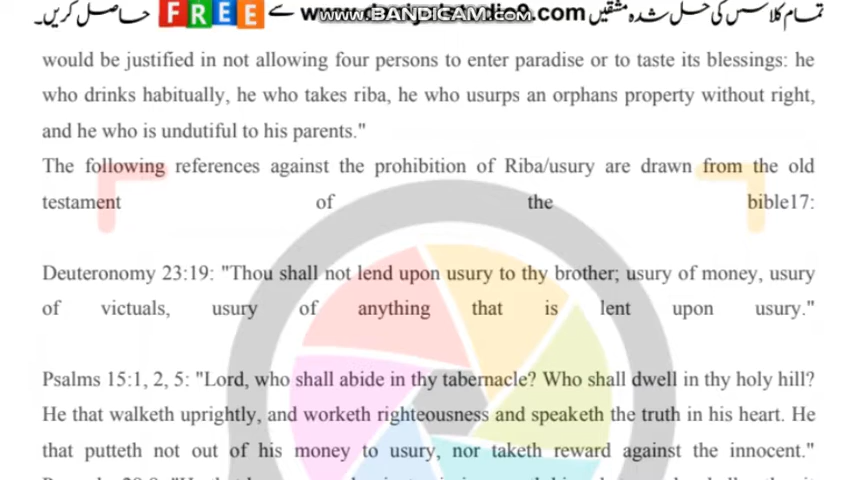 تمام کلاسس کی حل شدہ مشقیں www. .com سے FREE حاصل کریں۔
www.BANDICAM.com
would be justified in not allowing four persons to enter paradise or to taste its blessings: he
who drinks habitually, he who takes riba, he who usurps an orphans property without right,
and he who is undutiful to his parents."
The following references against the prohibition of Riba/usury are drawn from the old
testament of the bible17:
Deuteronomy 23:19: "Thou shall not lend upon usury to thy brother; usury of money, usury
of victuals, usury of anything that is lent upon usury."
Psalms 15:1, 2, 5: "Lord, who shall abide in thy tabernacle? Who shall dwell in thy holy hill?
He that walketh uprightly, and worketh righteousness and speaketh the truth in his heart. He
that putteth not out of his money to usury, nor taketh reward against the innocent."